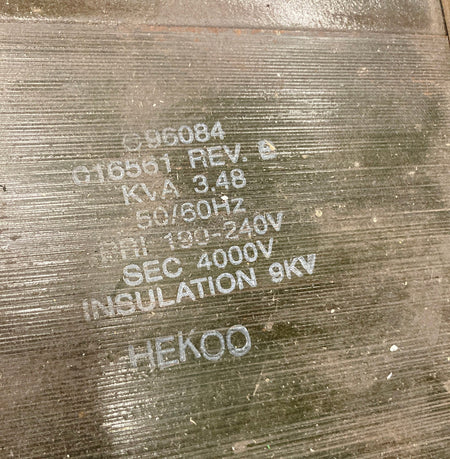 C96084
C16561 REV.
KVA 3.48
50/60Hz
PRI 190-240V
SEC 4000V
INSULATION 9KV
HEKOO